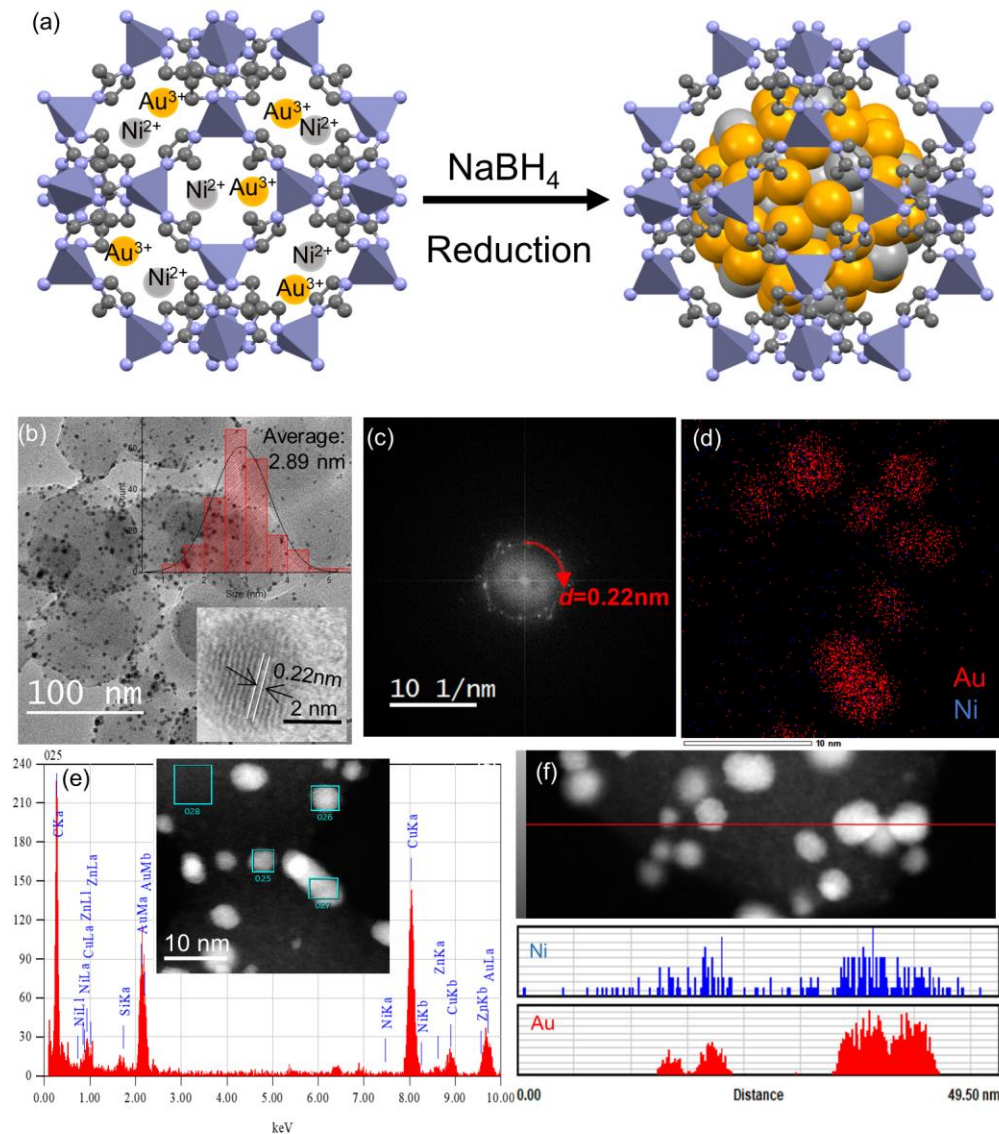 (a)
Au3+
Ni2+
Au3+
Ni2+
Ni2+
Au3+
Au3+
Ni2+
Ni2+
Au3+
NaBH4
Reduction
(b)
Average:
2.89 nm
Count
Size (nm)
0.22nm
2 nm
100 nm
(c)
d=0.22nm
10 1/nm
(d)
Au
Ni
10 nm
025
(e)
240
210
180
150
120
90
60
30
0
CKa
NiLl
NiLa
CuLa
ZnLl
ZnLa
SiKa
AuMa
AuMb
028
026
025
027
10 nm
NiKa
CuKa
NiKb
ZnKa
CuKb
ZnKb
AuLa
0.00 1.00 2.00 3.00 4.00 5.00 6.00 7.00 8.00 9.00 10.00
keV
(f)
Ni
Au
0.00 Distance 49.50 nm